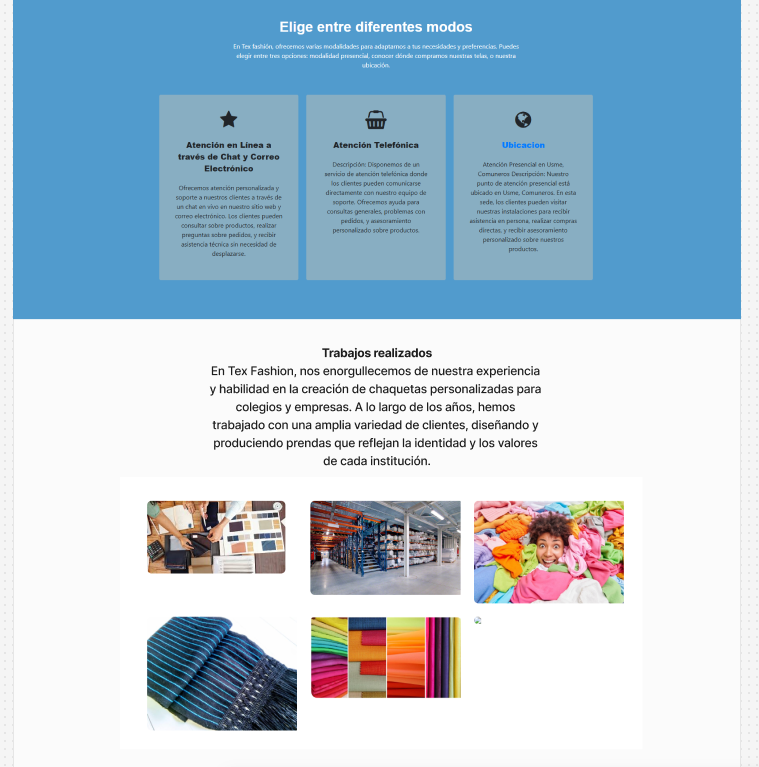 Elige entre diferentes modos
En Tex fashion, ofrecemos varias modalidades para adaptarnos a tus necesidades y preferencias. Puedes
elegir entre tres opciones: modalidad presencial, conocer dónde compramos nuestras telas, o nuestra
ubicación.
Atención en Línea a
través de Chat y Correo
Electrónico
Ofrecemos atención personalizada y
soporte a nuestros clientes a través de
un chat en vivo en nuestro sitio web y
correo electrónico. Los clientes pueden
consultar sobre productos, realizar
preguntas sobre pedidos, y recibir
asistencia técnica sin necesidad de
desplazarse.
Atención Telefónica
Descripción: Disponemos de un
servicio de atención telefónica donde
los clientes pueden comunicarse
directamente con nuestro equipo de
soporte. Ofrecemos ayuda para
consultas generales, problemas con
pedidos, y asesoramiento
personalizado sobre productos.
Ubicacion
Atención Presencial en Usme,
Comuneros Descripción: Nuestro
punto de atención presencial está
ubicado en Usme, Comuneros. En esta
sede, los clientes pueden visitar
nuestras instalaciones para recibir
asistencia en persona, realizar compras
directas, y recibir asesoramiento
personalizado sobre nuestros
productos.
Trabajos realizados
En Tex Fashion, nos enorgullecemos de nuestra experiencia
y habilidad en la creación de chaquetas personalizadas para
colegios y empresas. A lo largo de los años, hemos
trabajado con una amplia variedad de clientes, diseñando y
produciendo prendas que reflejan la identidad y los valores
de cada institución.